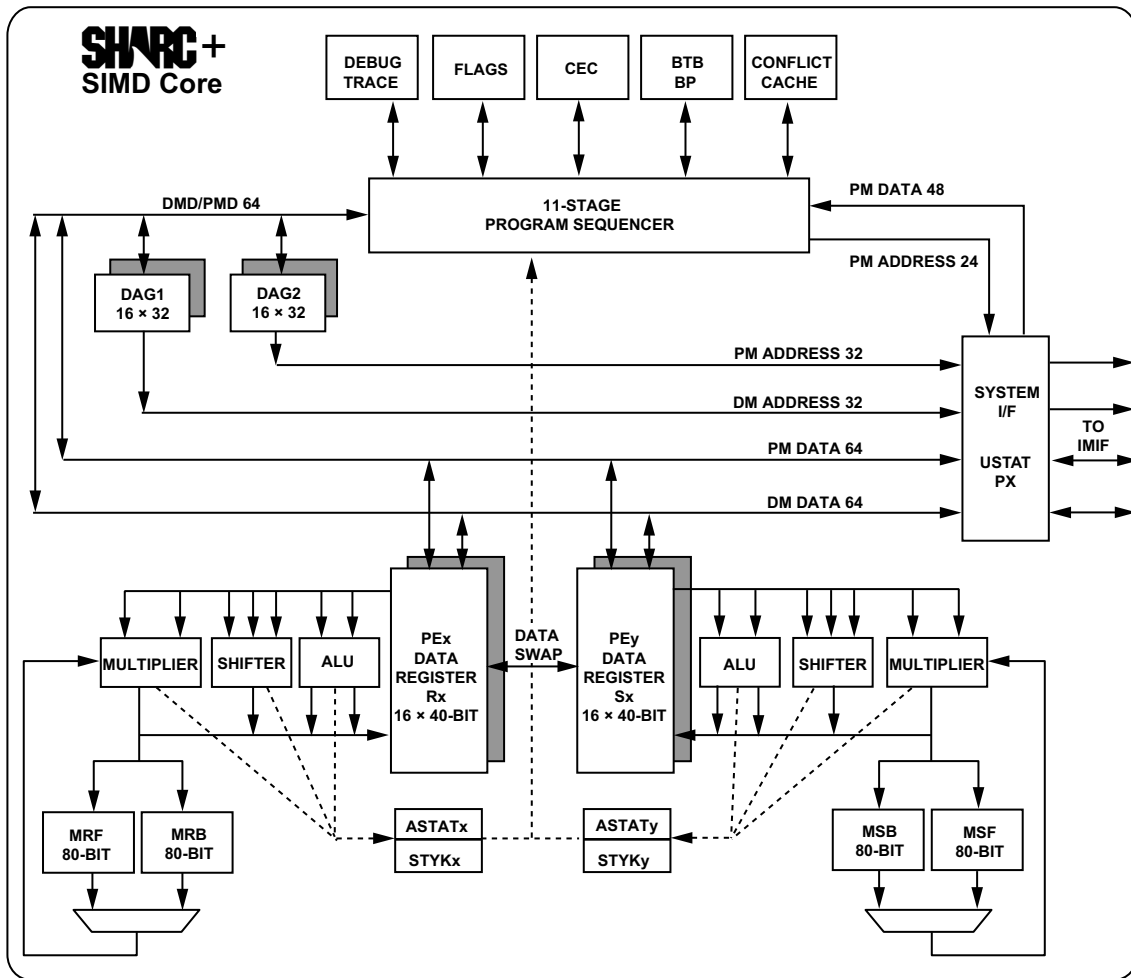 SHARC+
SIMD Core
DEBUG
TRACE
FLAGS
CEC
BTB
BP
CONFLICT
CACHE
DMD/PMD 64
11-STAGE
PROGRAM SEQUENCER
PM DATA 48
PM ADDRESS 24
DAG1
16 × 32
DAG2
16 × 32
PM ADDRESS 32
DM ADDRESS 32
PM DATA 64
DM DATA 64
SYSTEM
I/F
USTAT
PX
TO
IMIF
MULTIPLIER
SHIFTER
ALU
PEx
DATA
REGISTER
Rx
16 × 40-BIT
DATA
SWAP
PEy
DATA
REGISTER
Sx
16 × 40-BIT
ALU
SHIFTER
MULTIPLIER
MRF
80-BIT
MRB
80-BIT
ASTATx
STYKx
ASTATy
STYKy
MSB
80-BIT
MSF
80-BIT